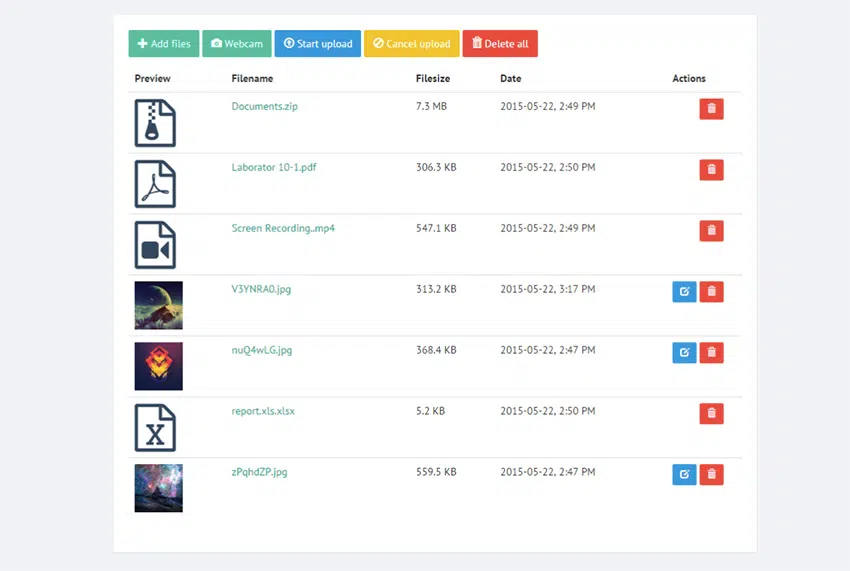 Add files Webcam Start upload Cancel upload Delete all
Preview Filename Filesize Date Actions
Documents.zip 7.3 MB 2015-05-22, 2:49 PM
Laborator 10-1.pdf 306.3 KB 2015-05-22, 2:50 PM
Screen Recording..mp4 547.1 KB 2015-05-22, 2:49 PM
V3YNRA0.jpg 313.2 KB 2015-05-22, 3:17 PM
nuQ4wLG.jpg 368.4 KB 2015-05-22, 2:47 PM
report.xls.xlsx 5.2 KB 2015-05-22, 2:50 PM
zPqhdZP.jpg 559.5 KB 2015-05-22, 2:47 PM